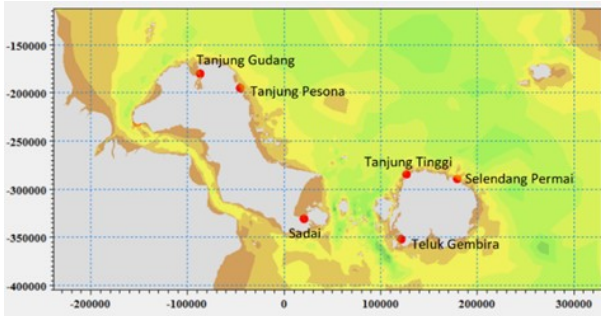 -150000
Tanjung Gudang
-200000
Tanjung Pesona
-250000
Tanjung Tinggi
Selendang Permai
-300000
Sadai
-350000
Teluk Gembira
-400000
-200000 -100000 0 100000 200000 300000